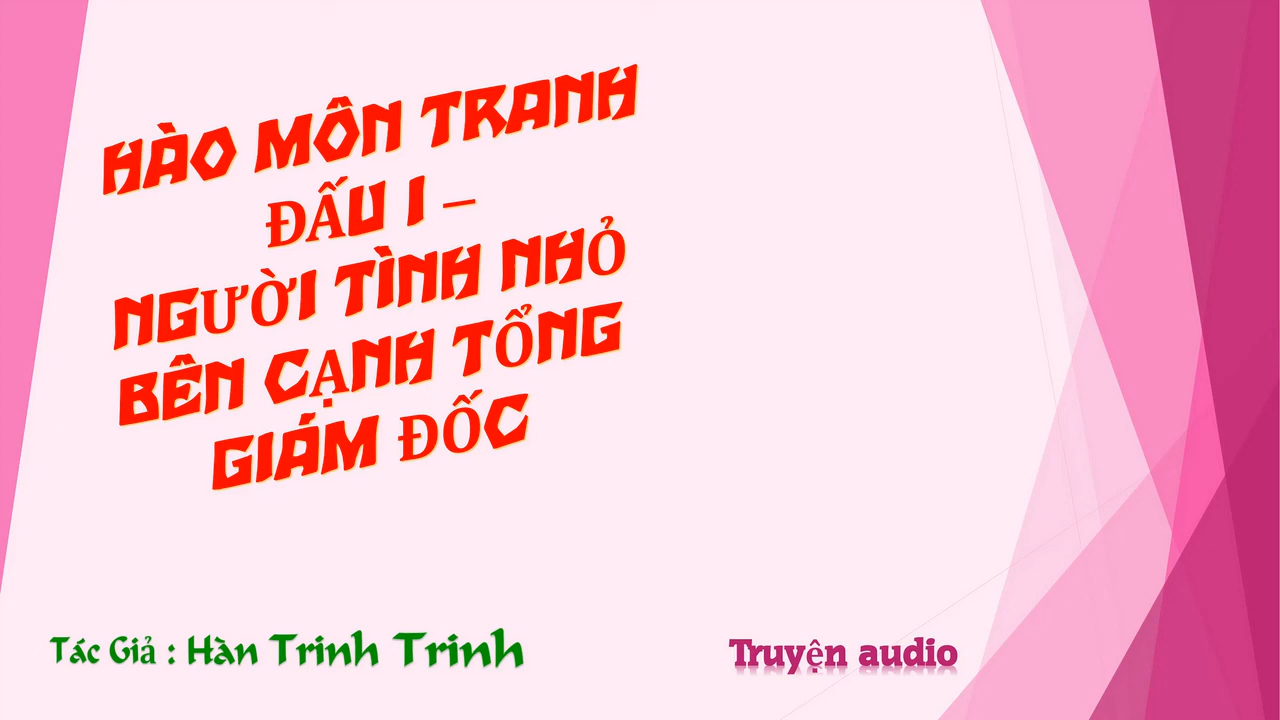 HÀO MÔN TRANH
ĐẤU I –
NGƯỜI TÌNH NHỎ
BÊN CẠNH TỔNG
GIÁM ĐỐC
Tác Giả : Hàn Trinh Trinh
Truyện audio